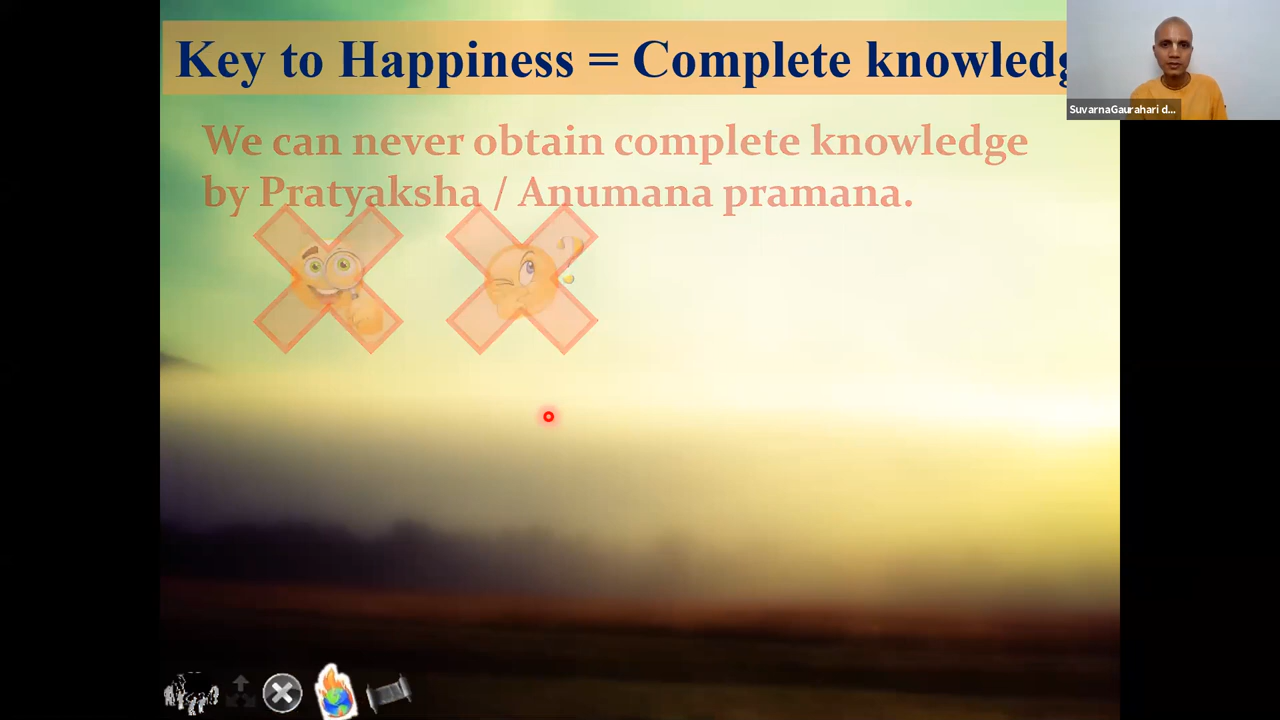 Key to Happiness = Complete knowledg
SuvarnaGaurahari d...
We can never obtain complete knowledge
by Pratyaksha / Anumana pramana.